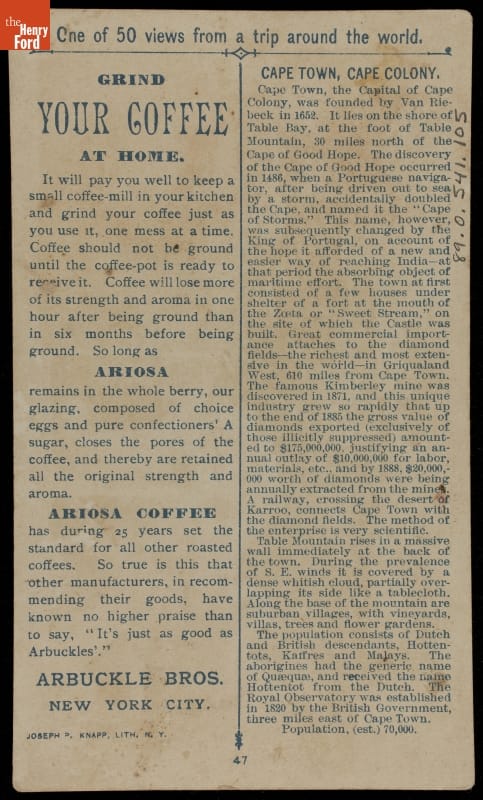 the
Henry
Ford
One of 50 views from a trip around the world.
GRIND
YOUR COFFEE
AT HOME.
It will pay you well to keep a
small coffee-mill in your kitchen
and grind your coffee just as
you use it, one mess at a time.
Coffee should not be ground
until the coffee-pot is ready to
receive it. Coffee will lose more
of its strength and aroma in one
hour after being ground than
in six months before being
ground. So long as
ARIOSA
remains in the whole berry, our
glazing, composed of choice
eggs and pure confectioners' A
sugar, closes the pores of the
coffee, and thereby are retained
all the original strength and
aroma.
ARIOSA COFFEE
has during 25 years set the
standard for all other roasted
coffees. So true is this that
other manufacturers, in recom-
mending their goods, have
known no higher praise than
to say, "It's just as good as
Arbuckles'."
ARBUCKLE BROS.
NEW YORK CITY.
JOSEPH P. KNAPP, LITH, N. Y.
CAPE TOWN, CAPE COLONY.
Cape Town, the Capital of Cape
Colony, was founded by Van Rie-
beck in 1652. It lies on the shore of
Table Bay, at the foot of Table
Mountain, 30 miles north of the
Cape of Good Hope. The discovery
of the Cape of Good Hope occurred
in 1486, when a Portuguese naviga-
tor, after being driven out to sea
by a storm, accidentally doubled
the Cape, and named it the "Cape
of Storms." This name, however,
was subsequently changed by the
King of Portugal, on account of
the hope it afforded of a new and
easier way of reaching India—at
that period the absorbing object of
maritime effort. The town at first
consisted of a few houses under
shelter of a fort at the mouth of
the Zœta or "Sweet Stream," on
the site of which the Castle was
built. Great commercial import-
ance attaches to the diamond
fields—the richest and most exten-
sive in the world—in Griqualand
West, 610 miles from Cape Town.
The famous Kimberley mine was
discovered in 1871, and this unique
industry grew so rapidly that up
to the end of 1885 the gross value of
diamonds exported (exclusively of
those illicitly suppressed) amount-
ed to $175,000,000, justifying an an-
nual outlay of $10,000,000 for labor,
materials, etc., and by 1888, $20,000,-
000 worth of diamonds were being
annually extracted from the mines.
A railway, crossing the desert of
Karroo, connects Cape Town with
the diamond fields. The method of
the enterprise is very scientific.
Table Mountain rises in a massive
wall immediately at the back of
the town. During the prevalence
of S. E. winds it is covered by a
dense whitish cloud, partially over-
lapping its side like a tablecloth.
Along the base of the mountain are
suburban villages, with vineyards,
villas, trees and flower gardens.
The population consists of Dutch
and British descendants, Hotten-
tots, Kaffres and Malays. The
aborigines had the generic name
of Quæquæ, and received the name
Hottentot from the Dutch. The
Royal Observatory was established
in 1820 by the British Government,
three miles east of Cape Town.
Population, (est.) 70,000.
47
89.0.541.105